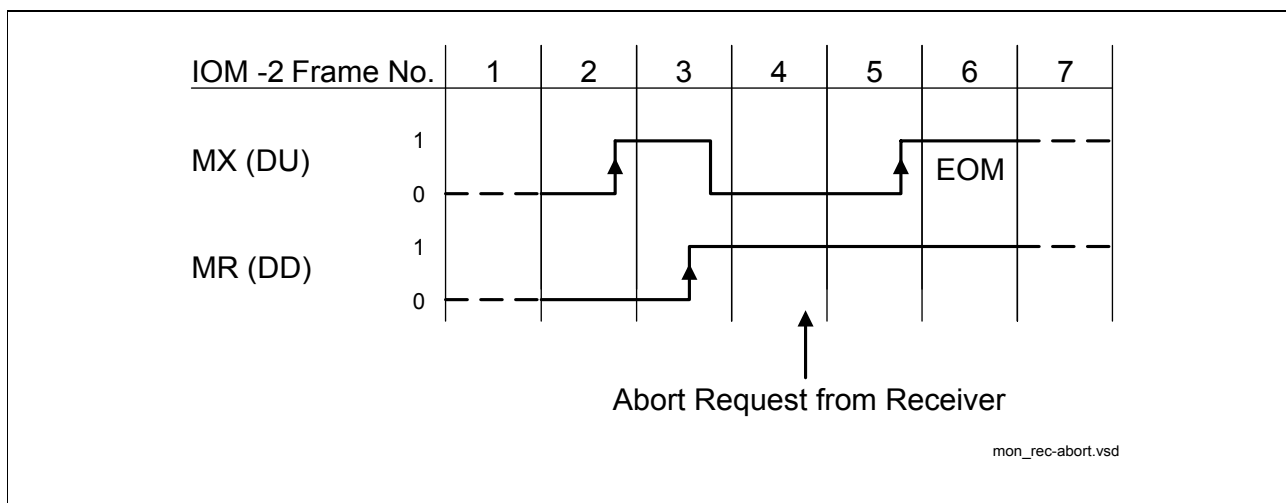 IOM -2 Frame No. 1 2 3 4 5 6 7
1
MX (DU)
EOM
0
1
MR (DD)
0
Abort Request from Receiver
mon_rec-abort.vsd